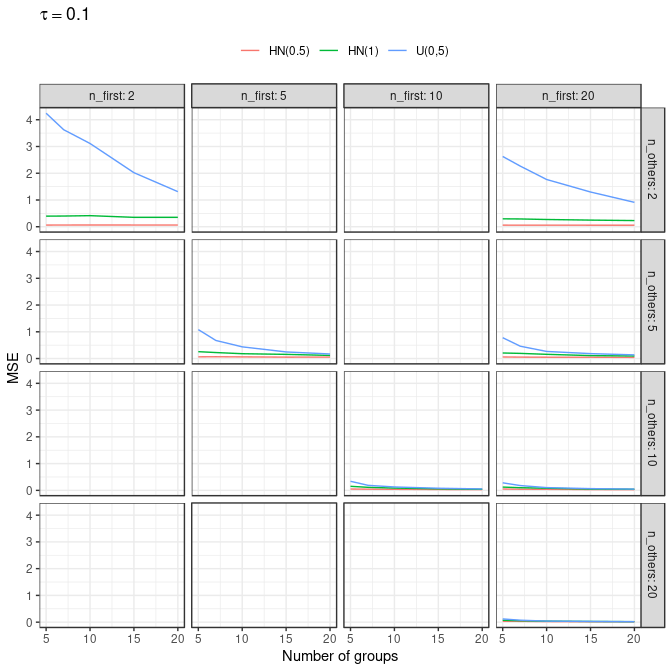 τ = 0.1
HN(0.5) HN(1) U(0,5)
n_first: 2 n_first: 5 n_first: 10 n_first: 20
4
3
2
1
0
n_others: 2
4
3
2
1
0
n_others: 5
MSE
4
3
2
1
0
n_others: 10
4
3
2
1
0
n_others: 20
5 10 15 20 5 10 15 20 5 10 15 20 5 10 15 20
Number of groups